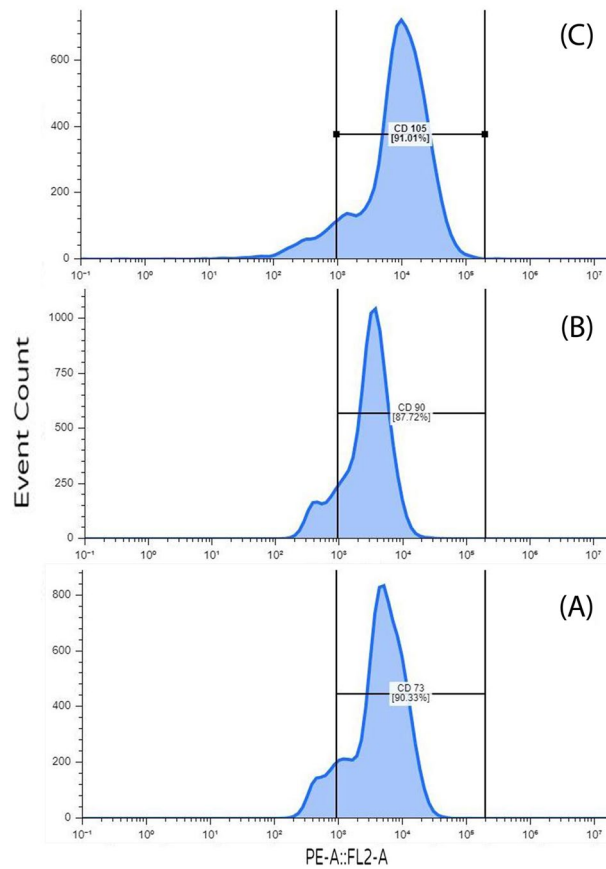 (C)
600
400
200
0
CD 105
[91.01%]
10⁻¹ 10⁰ 10¹ 10² 10³ 10⁴ 10⁵ 10⁶ 10⁷
(B)
1000
750
500
250
0
CD 90
[87.72%]
10⁻¹ 10⁰ 10¹ 10² 10³ 10⁴ 10⁵ 10⁶ 10⁷
Event Count
(A)
800
600
400
200
0
CD 73
[90.33%]
10⁻¹ 10⁰ 10¹ 10² 10³ 10⁴ 10⁵ 10⁶ 10⁷
PE-A::FL2-A